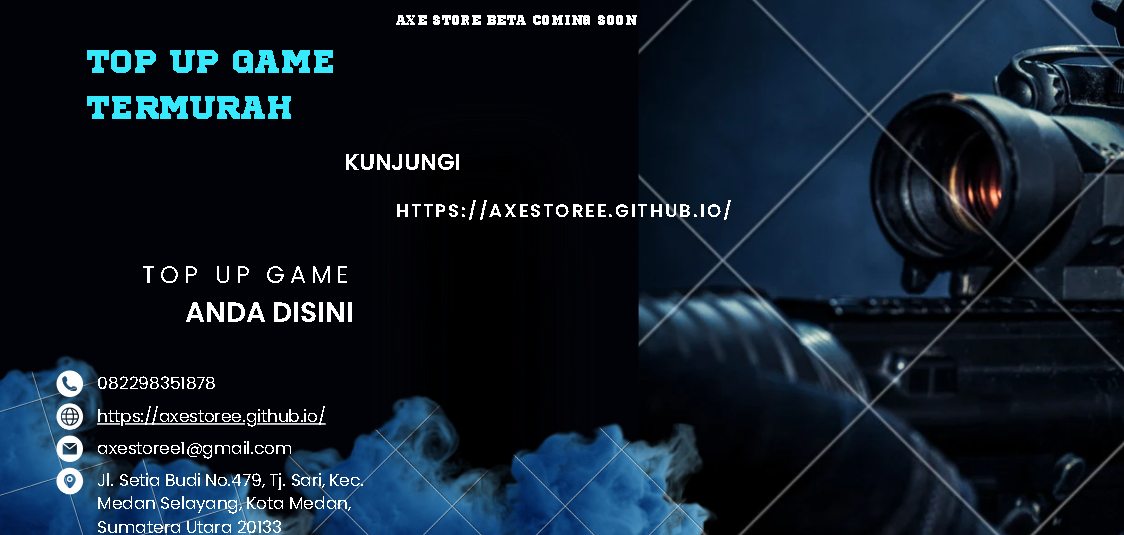 AXE STORE BETA COMING SOON
TOP UP GAME
TERMURAH
KUNJUNGI
HTTPS://AXESTOREE.GITHUB.IO/
TOP UP GAME
ANDA DISINI
082298351878
https://axestoree.github.io/
axestoree1@gmail.com
Jl. Setia Budi No.479, Tj. Sari, Kec.
Medan Selayang, Kota Medan,
Sumatera Utara 20133